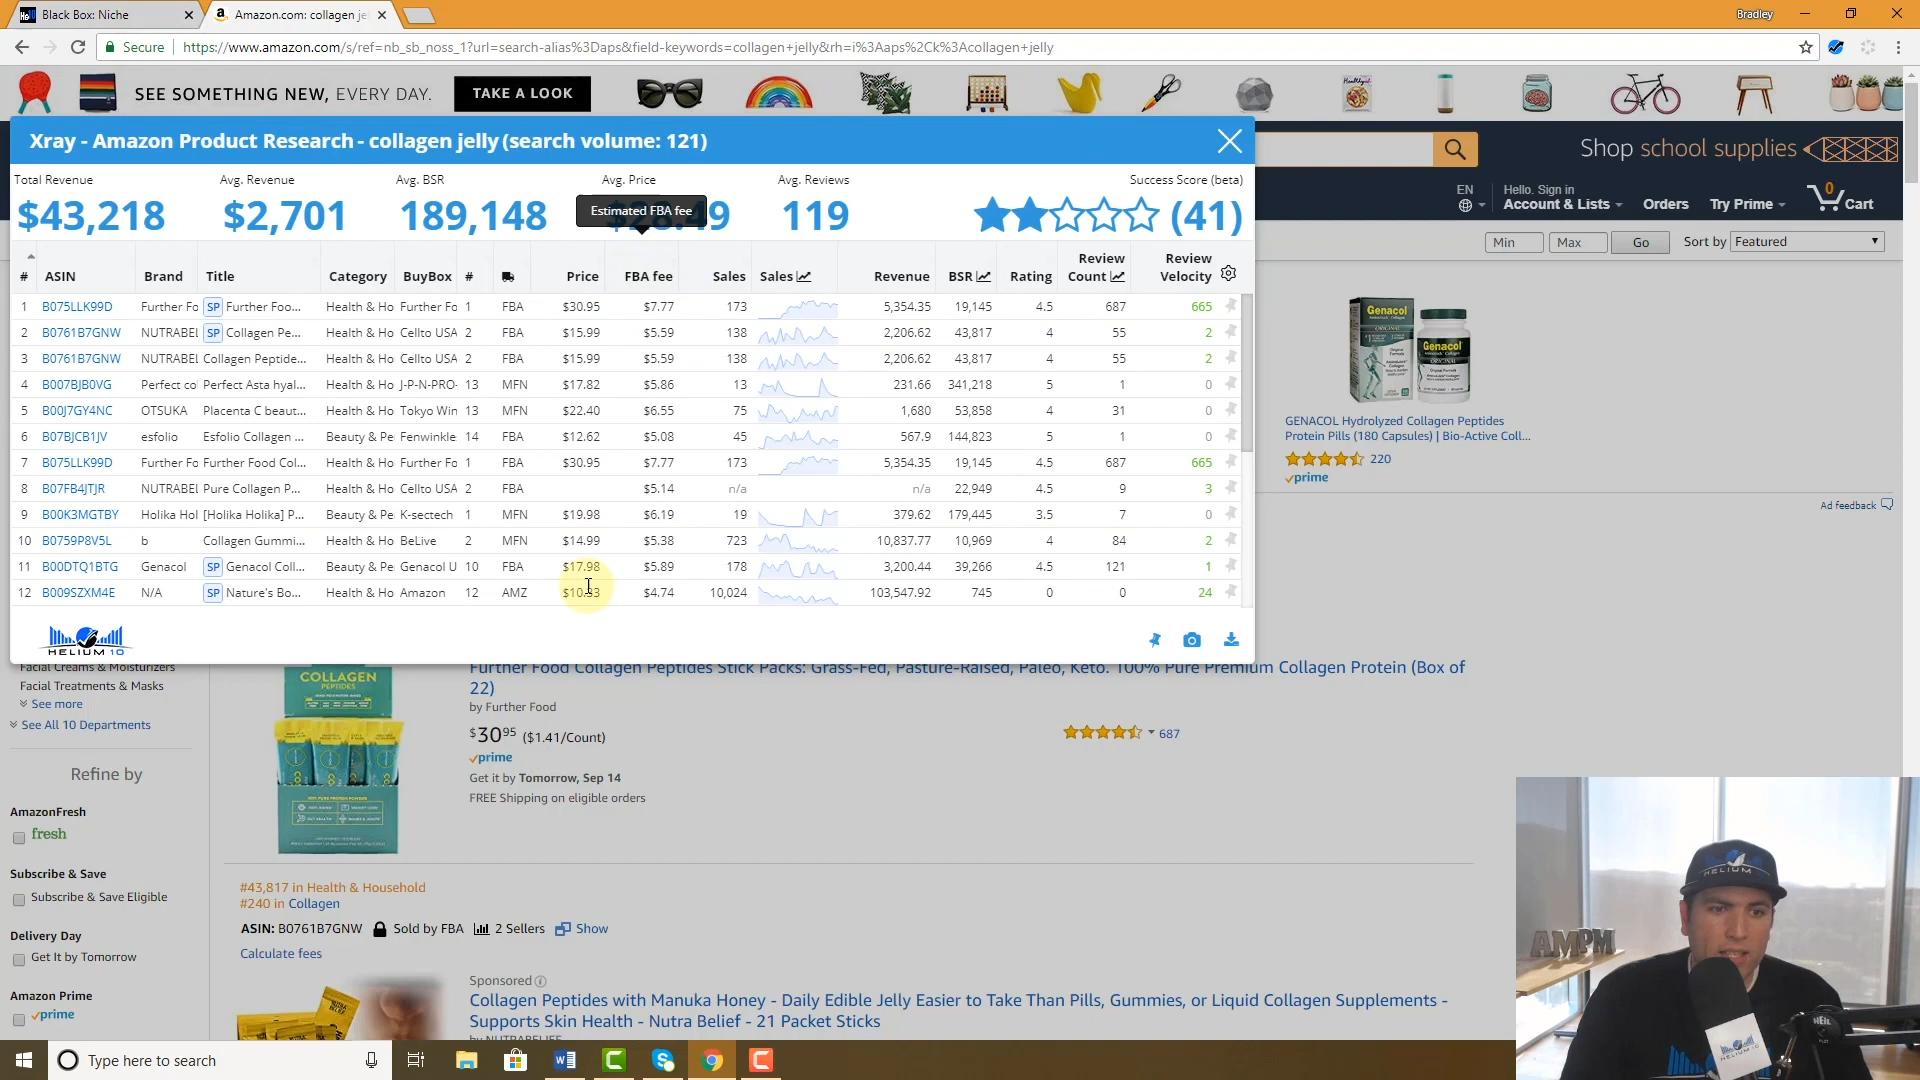 Black Box: Niche
Amazon.com: collagen je
Bradley
Secure
https://www.amazon.com/s/ref=nb_sb_noss_1?url=search-alias%3Daps&field-keywords=collagen+jelly&rh=i%3Aaps%2Ck%3Acollagen+jelly
SEE SOMETHING NEW, EVERY DAY.
TAKE A LOOK
Xray - Amazon Product Research - collagen jelly (search volume: 121)
Shop school supplies
EN
Hello. Sign in
Account & Lists
Orders
Try Prime
0
Cart
Min
Max
Go
Sort by
Featured
Total Revenue Avg. Revenue Avg. BSR Avg. Price Avg. Reviews Success Score (beta)
$43,218 $2,701 189,148 119 (41)
Estimated FBA fee
# ASIN Brand Title Category BuyBox # Price FBA fee Sales Sales Revenue BSR Rating Review Count Review Velocity
1 B075LLK99D Further Fo SP Further Foo... Health & Ho Further Fo 1 FBA $30.95 $7.77 173 5,354.35 19,145 4.5 687 665
2 B0761B7GNW NUTRABEL SP Collagen Pe... Health & Ho Cellto USA 2 FBA $15.99 $5.59 138 2,206.62 43,817 4 55 2
3 B0761B7GNW NUTRABEL Collagen Peptide... Health & Ho Cellto USA 2 FBA $15.99 $5.59 138 2,206.62 43,817 4 55 2
4 B007BJB0VG Perfect co Perfect Asta hyal... Health & Ho J-P-N-PRO- 13 MFN $17.82 $5.86 13 231.66 341,218 5 1 0
5 B00J7GY4NC OTSUKA Placenta C beaut... Health & Ho Tokyo Win 13 MFN $22.40 $6.55 75 1,680 53,858 4 31 0
6 B07BJCB1JV esfolio Esfolio Collagen ... Beauty & Pe Fenwinkle 14 FBA $12.62 $5.08 45 567.9 144,823 5 1 0
7 B075LLK99D Further Fo Further Food Col... Health & Ho Further Fo 1 FBA $30.95 $7.77 173 5,354.35 19,145 4.5 687 665
8 B07FB4JTJR NUTRABEL Pure Collagen P... Health & Ho Cellto USA 2 FBA $5.14 n/a n/a 22,949 4.5 9 3
9 B00K3MGTBY Holika Hol [Holika Holika] P... Beauty & Pe K-sectech 1 MFN $19.98 $6.19 19 379.62 179,445 3.5 7 0
10 B0759P8V5L b Collagen Gummi... Health & Ho BeLive 2 MFN $14.99 $5.38 723 10,837.77 10,969 4 84 2
11 B00DTQ1BTG Genacol SP Genacol Coll... Beauty & Pe Genacol U 10 FBA $17.98 $5.89 178 3,200.44 39,266 4.5 121 1
12 B009SZXM4E N/A SP Nature's Bo... Health & Ho Amazon 12 AMZ $10.33 $4.74 10,024 103,547.92 745 0 0 24
HELIUM 10
Genacol
ORIGINAL
Genacol
GENACOL Hydrolyzed Collagen Peptides
Protein Pills (180 Capsules) | Bio-Active Coll...
220
prime
Ad feedback
Facial Creams & Moisturizers
Facial Treatments & Masks
See more
See All 10 Departments
Refine by
AmazonFresh
fresh
Subscribe & Save
Subscribe & Save Eligible
Delivery Day
Get It by Tomorrow
Amazon Prime
prime
COLLAGEN
PEPTIDES
Further Food Collagen Peptides Stick Packs: Grass-Fed, Pasture-Raised, Paleo, Keto. 100% Pure Premium Collagen Protein (Box of
22)
by Further Food
$30 95 ($1.41/Count)
prime
Get it by Tomorrow, Sep 14
FREE Shipping on eligible orders
687
#43,817 in Health & Household
#240 in Collagen
ASIN: B0761B7GNW Sold by FBA 2 Sellers Show
Calculate fees
Sponsored
Collagen Peptides with Manuka Honey - Daily Edible Jelly Easier to Take Than Pills, Gummies, or Liquid Collagen Supplements -
Supports Skin Health - Nutra Belief - 21 Packet Sticks
by NUTRABELIEF
HELIUM
AMPM
HEIL
HELIUM 10
Type here to search